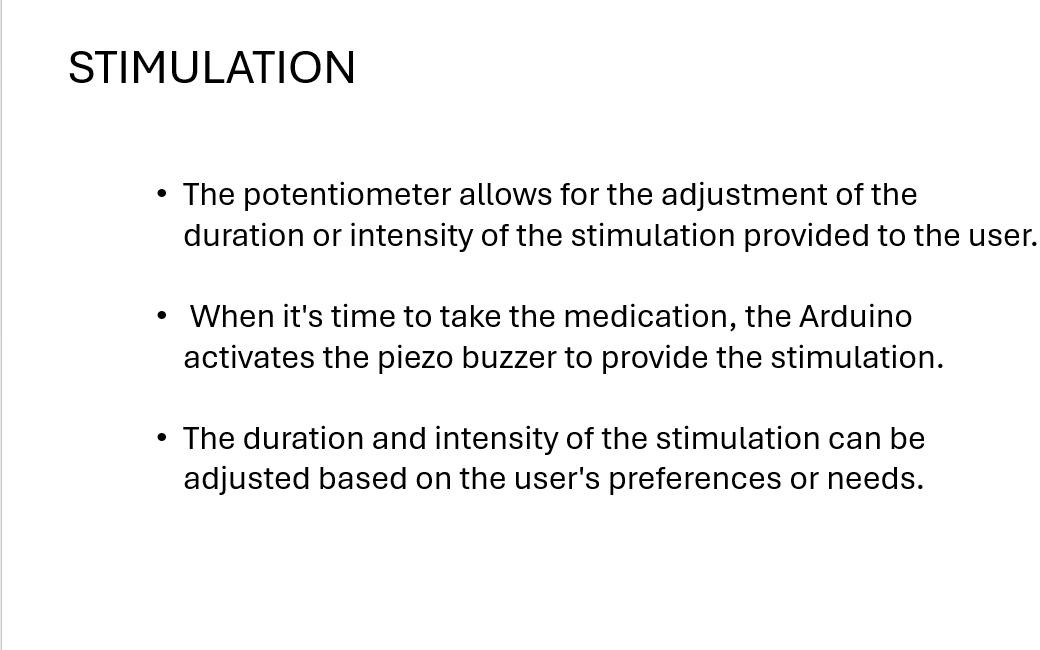 STIMULATION
• The potentiometer allows for the adjustment of the
duration or intensity of the stimulation provided to the user.
• When it's time to take the medication, the Arduino
activates the piezo buzzer to provide the stimulation.
• The duration and intensity of the stimulation can be
adjusted based on the user's preferences or needs.